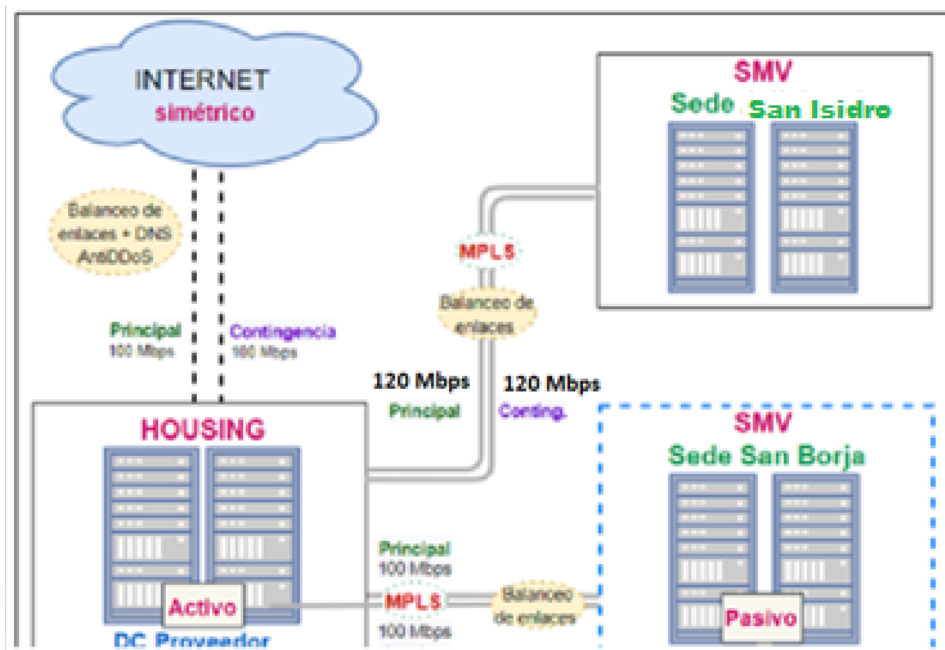 INTERNET
simétrico
Balanceo de
enlaces + DNS
AntiDDoS
Principal
100 Mbps
Contingencia
100 Mbps
SMV
Sede San Isidro
MPLS
Balanceo de
enlaces
120 Mbps
Principal
120 Mbps
Conting.
HOUSING
Activo
DC Proveedor
Principal
100 Mbps
MPLS
100 Mbps
Balanceo
de enlaces
SMV
Sede San Borja
Pasivo